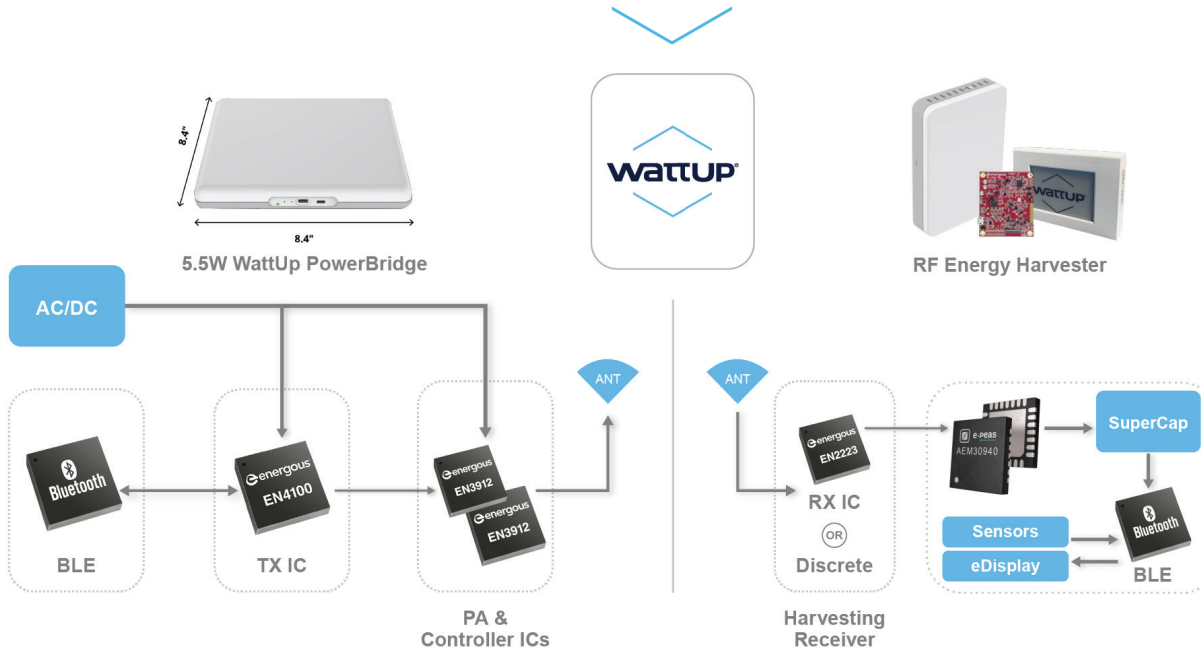 8.4"
8.4"
5.5W WattUp PowerBridge
WATTUP®
WATTUP
RF Energy Harvester
AC/DC
ANT
ANT
Bluetooth
BLE
energous
EN4100
TX IC
energous
EN3912
energous
EN3912
PA &
Controller ICs
energous
EN2223
RX IC
OR
Discrete
Harvesting
Receiver
e-peas
AEM30940
SuperCap
Sensors
eDisplay
Bluetooth
BLE